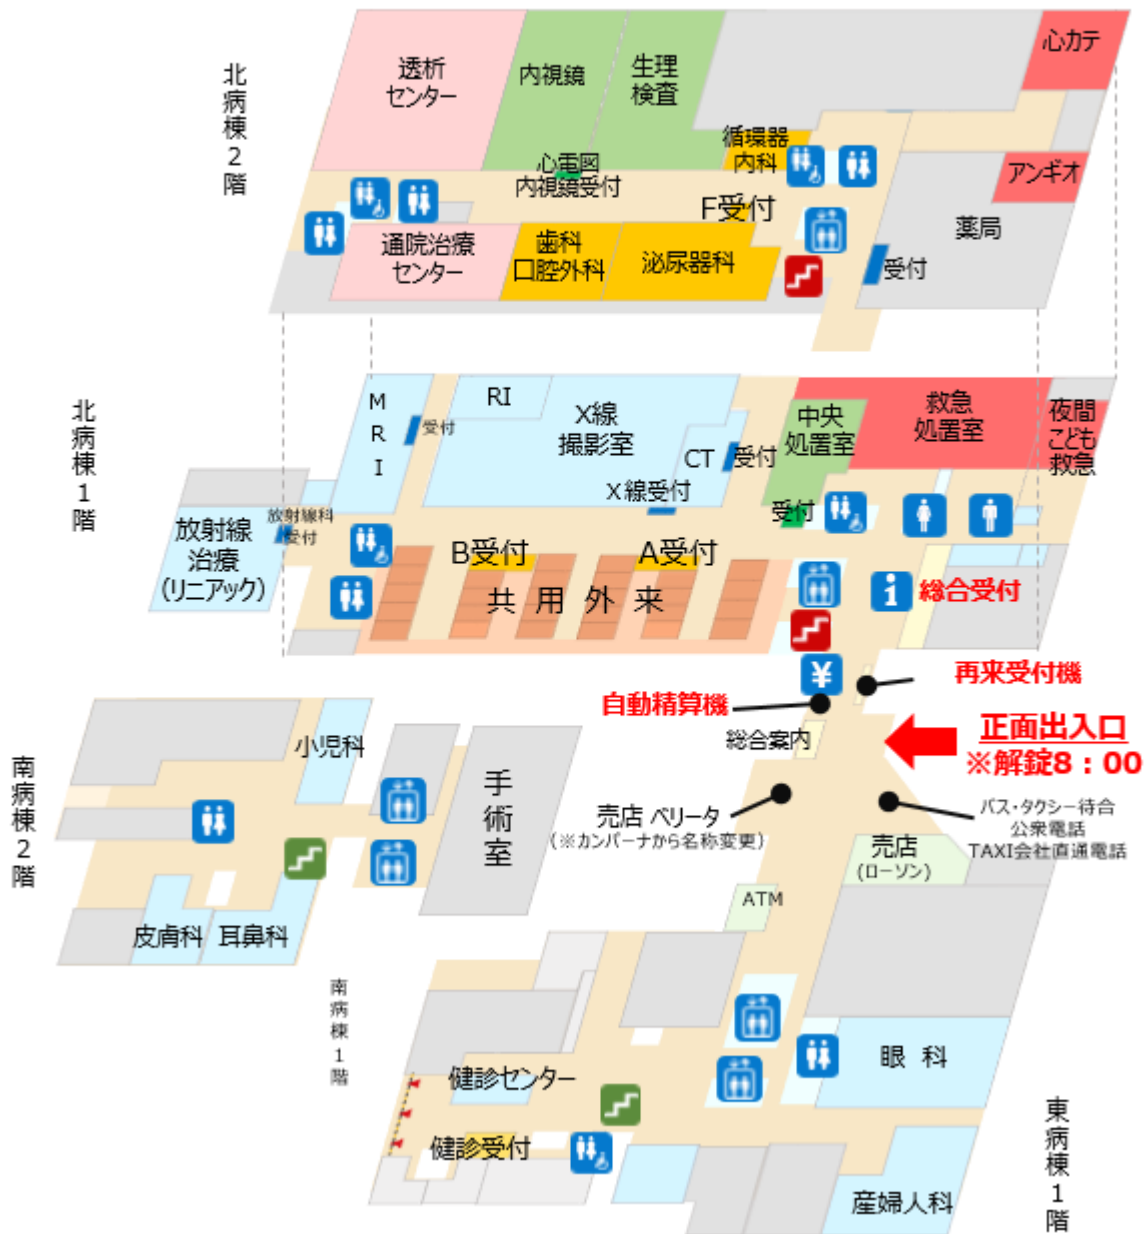 北病棟2階
透析
センター
内視鏡
生理
検査
心カテ
循環器
内科
心電図
内視鏡受付
アンギオ
F受付
薬局
通院治療
センター
歯科
口腔外科
泌尿器科
受付
北病棟1階
MRI
受付
RI
X線
撮影室
CT
受付
X線受付
中央
処置室
受付
救急
処置室
夜間
こども
救急
放射線
治療
(リニアック)
放射線科
受付
B受付
A受付
共用外来
i
総合受付
¥
自動精算機
再来受付機
総合案内
正面出入口
※解錠8:00
売店 ベリータ
(※カンパーナから名称変更)
バス・タクシー待合
公衆電話
TAXI会社直通電話
売店
(ローソン)
ATM
南病棟2階
小児科
手術室
皮膚科
耳鼻科
南病棟1階
健診センター
健診受付
眼科
産婦人科
東病棟1階